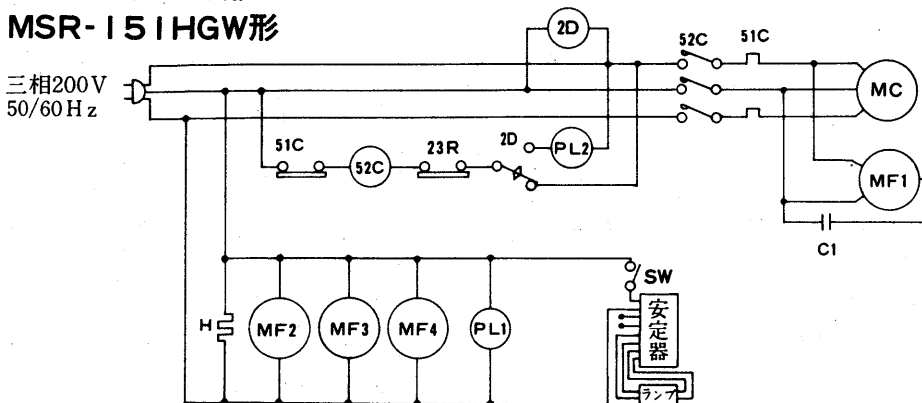 MSR-151HGW形
三相200V
50/60Hz
2D
52C
51C
MC
51C
52C
23R
2D
PL2
MF1
C1
H
MF2
MF3
MF4
PL1
SW
安定器
ランプ